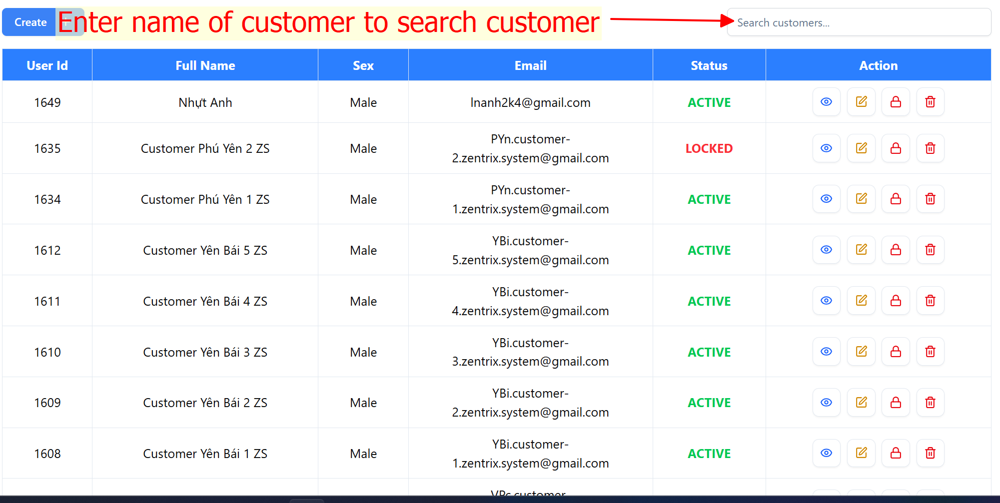 Create +
Enter name of customer to search customer
Search customers...
User Id Full Name Sex Email Status Action
1649 Nhựt Anh Male lnanh2k4@gmail.com ACTIVE
1635 Customer Phú Yên 2 ZS Male PYn.customer-
2.zentrix.system@gmail.com LOCKED
1634 Customer Phú Yên 1 ZS Male PYn.customer-
1.zentrix.system@gmail.com ACTIVE
1612 Customer Yên Bái 5 ZS Male YBi.customer-
5.zentrix.system@gmail.com ACTIVE
1611 Customer Yên Bái 4 ZS Male YBi.customer-
4.zentrix.system@gmail.com ACTIVE
1610 Customer Yên Bái 3 ZS Male YBi.customer-
3.zentrix.system@gmail.com ACTIVE
1609 Customer Yên Bái 2 ZS Male YBi.customer-
2.zentrix.system@gmail.com ACTIVE
1608 Customer Yên Bái 1 ZS Male YBi.customer-
1.zentrix.system@gmail.com ACTIVE